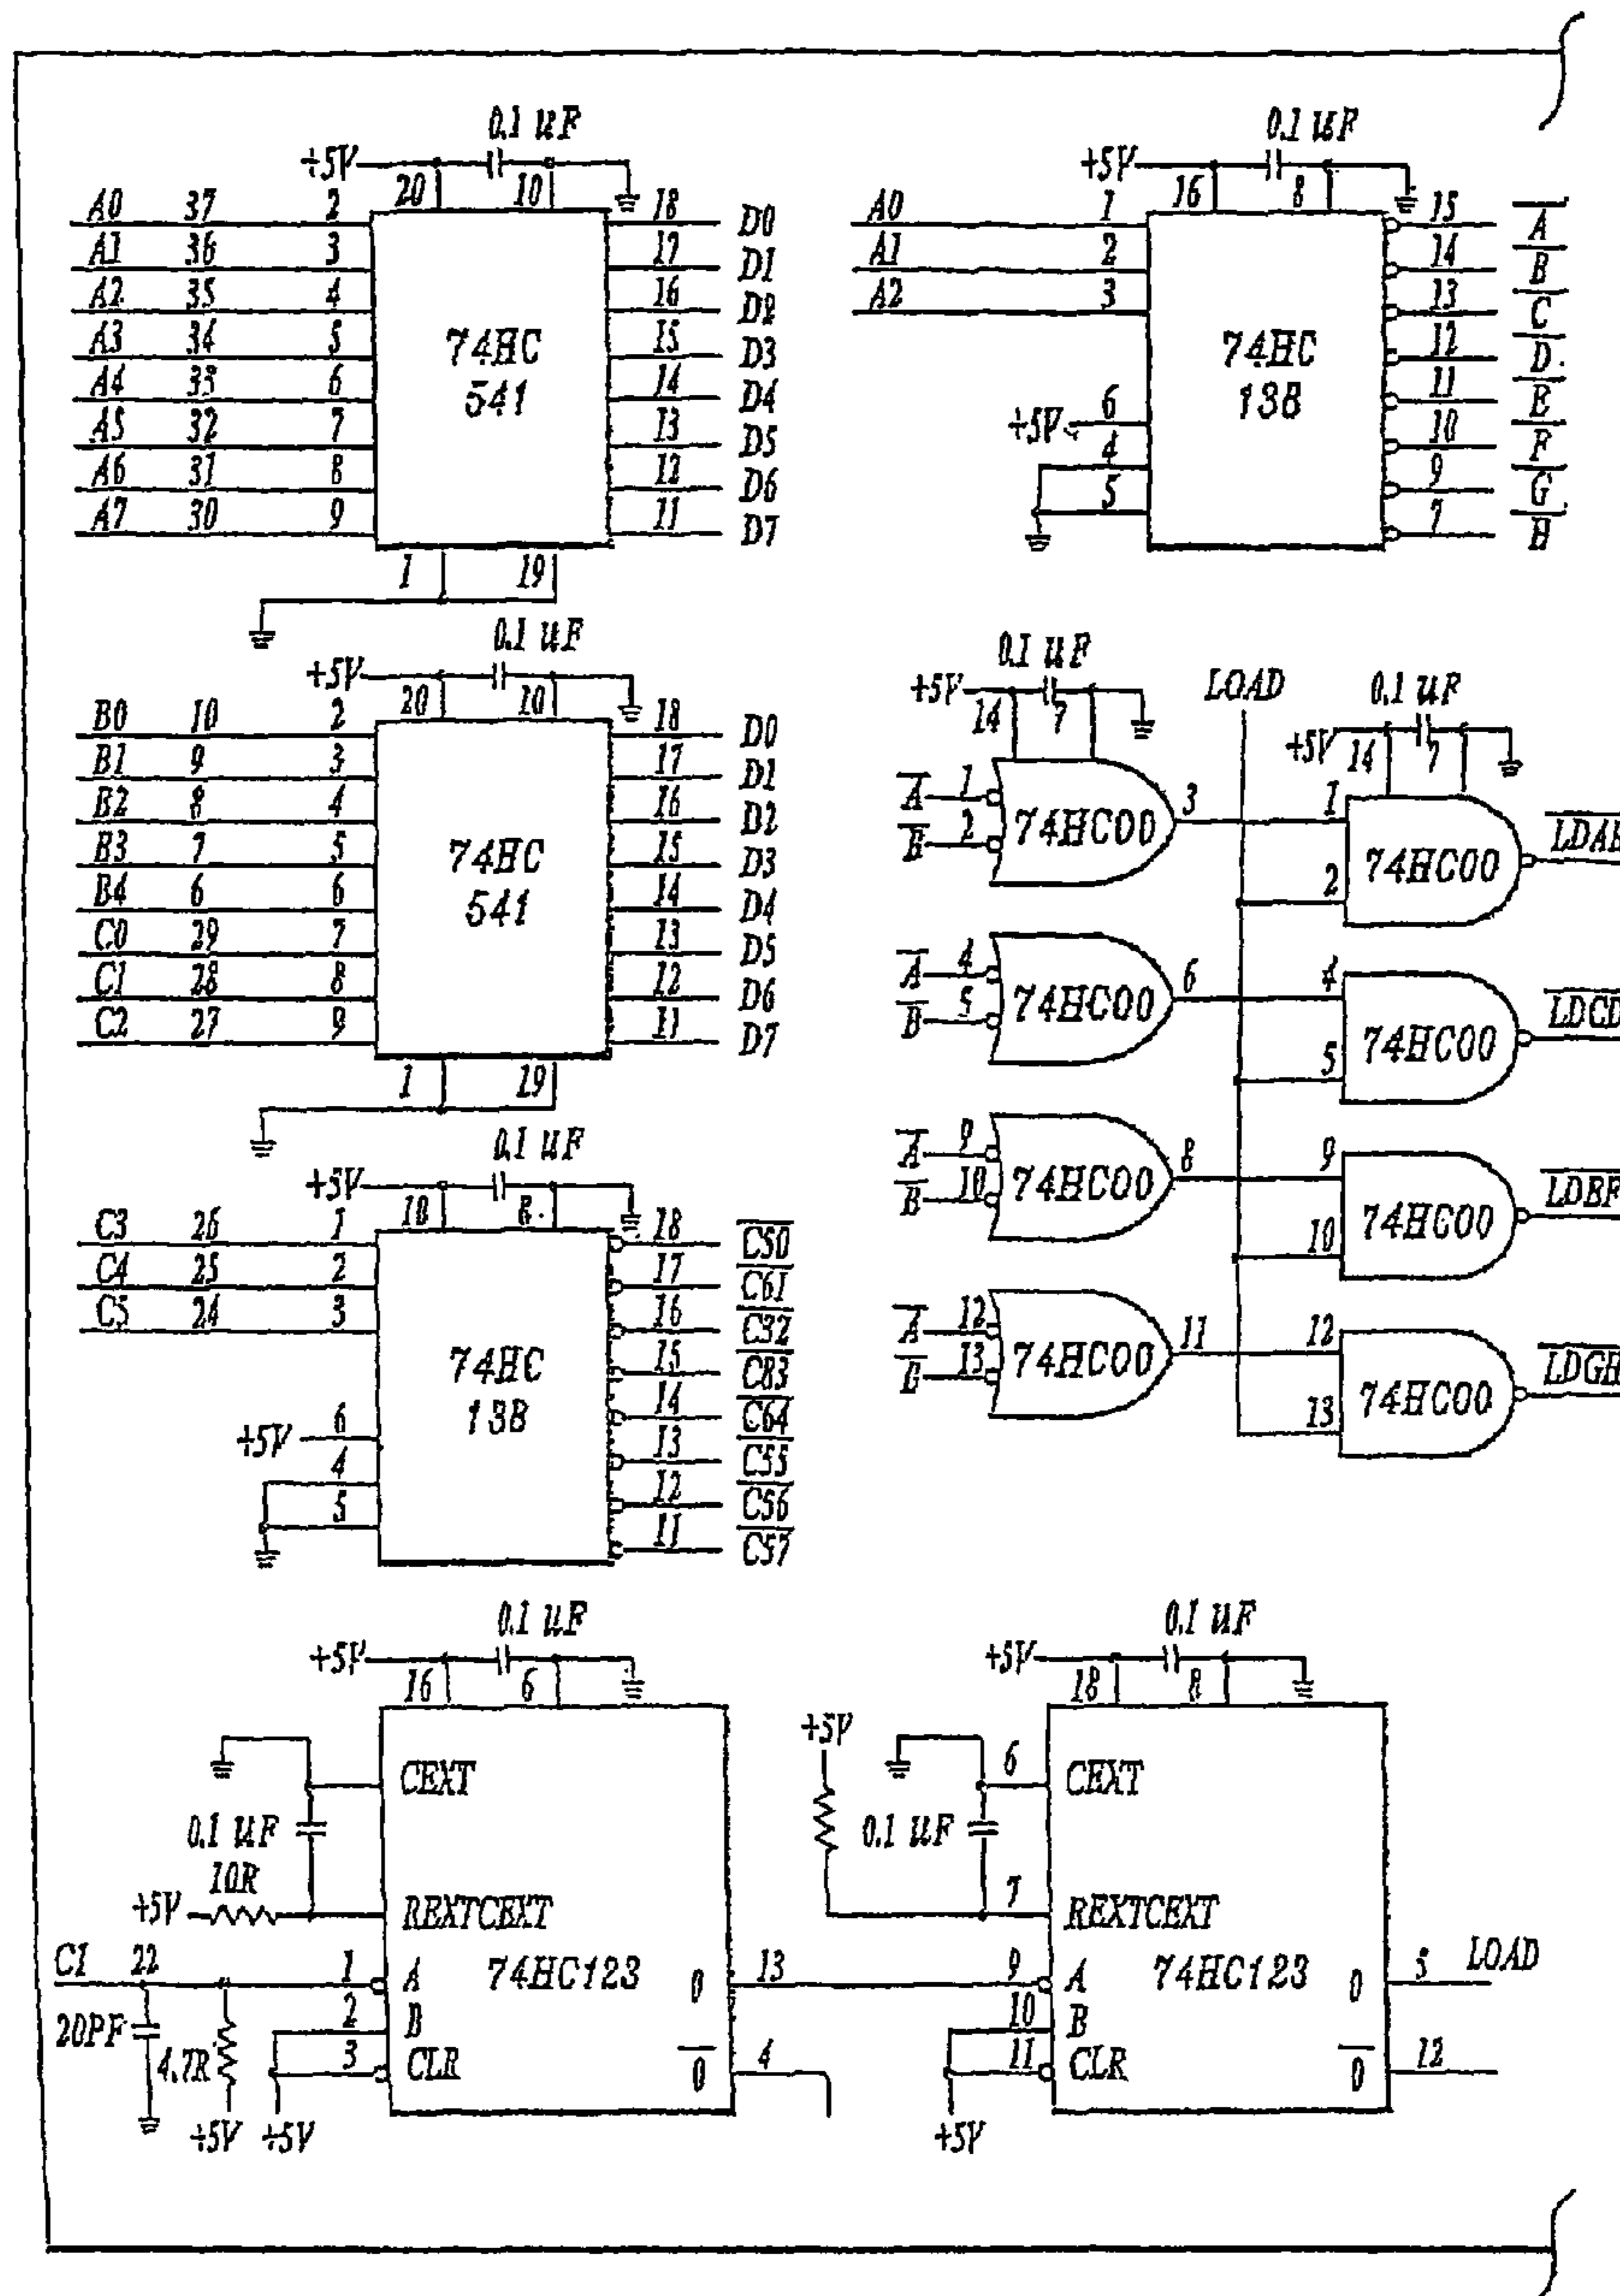 0.1 uF
+5V 20 10
A0 37 2 18 D0
A1 36 3 17 D1
A2 35 4 16 D2
A3 34 5 15 D3
A4 33 6 14 D4
A5 32 7 13 D5
A6 31 8 12 D6
A7 30 9 11 D7
74HC
541
1 19
0.1 uF
+5V 16 8
A0 1 15 A
A1 2 14 B
A2 3 13 C
12 D
11 E
10 F
9 G
7 H
74HC
138
+5V 6
4
5
0.1 uF
+5V 20 10
B0 10 2 18 D0
B1 9 3 17 D1
B2 8 4 16 D2
B3 7 5 15 D3
B4 6 6 14 D4
C0 29 7 13 D5
C1 28 8 12 D6
C2 27 9 11 D7
74HC
541
1 19
0.1 uF
+5V 14 7
LOAD
0.1 uF
+5V 14 7
A 1
2
74HC00 3
1
2 74HC00
A 4
B 5
74HC00 6
4
5 74HC00 LDCD
A 9
B 10
74HC00 8
9
10 74HC00
A 12
13
74HC00 11
12
13 74HC00
0.1 uF
+5V 18 8
C3 26 1 18 CS0
C4 25 2 17 C61
C5 24 3 16 C32
15 C83
14 C64
13 C55
12 C56
11 C57
74HC
138
+5V 6
4
5
0.1 uF
+5V 16 6
CEXT
0.1 uF
10R
+5V
REXTCEXT
74HC123
C1 22 1 A
20PF 2 B
4.7R 3 CLR
+5V +5V
0 13
0 4
0.1 uF
+5V 18 8
+5V
6 CEXT
0.1 uF
7 REXTCEXT
74HC123
9 A
10 B
11 CLR
+5V
0 5 LOAD
0 12